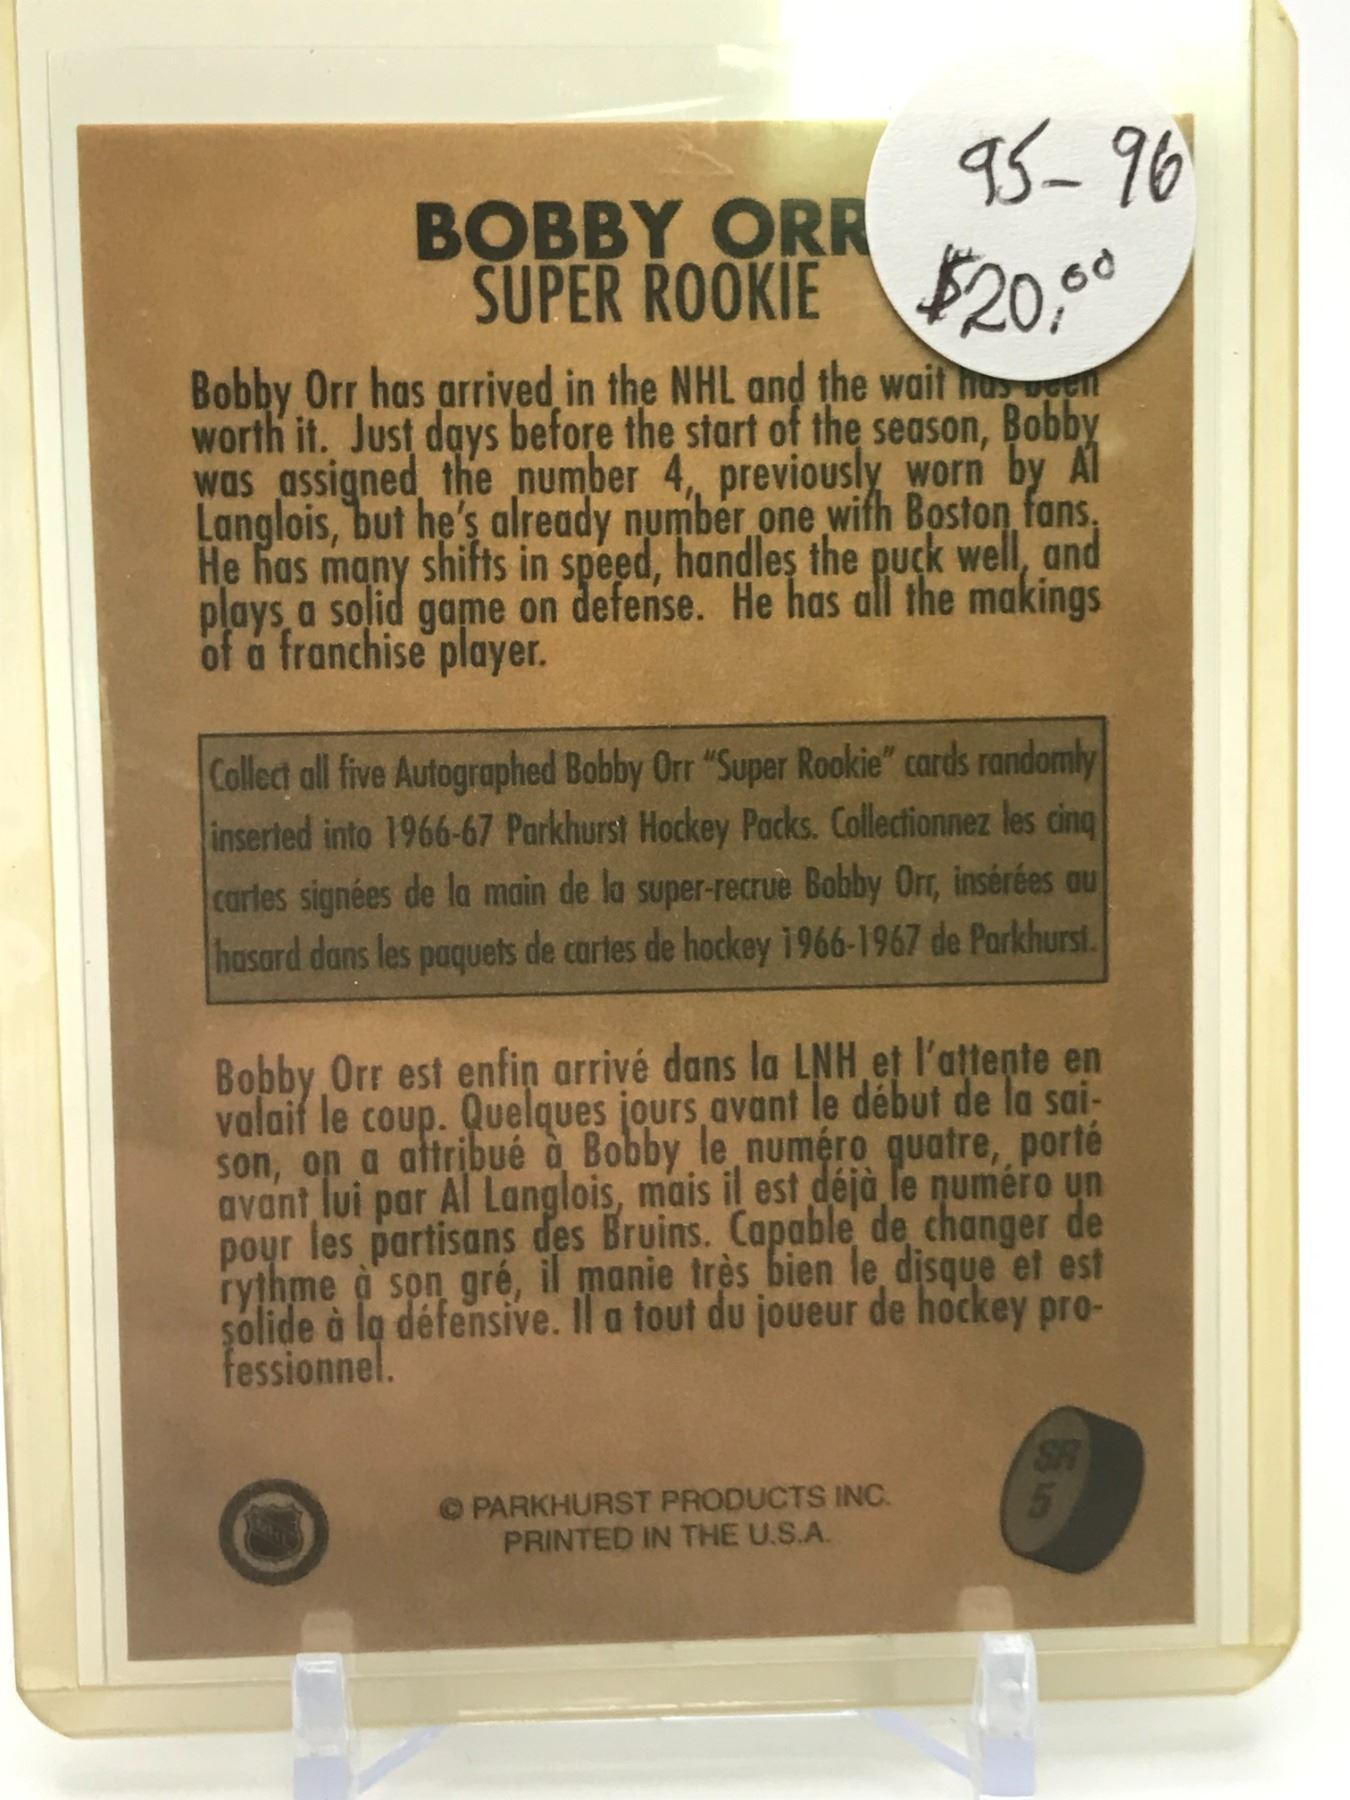 95-96
$20.00
BOBBY ORR
SUPER ROOKIE
Bobby Orr has arrived in the NHL and the wait has been
worth it. Just days before the start of the season, Bobby
was assigned the number 4, previously worn by Al
Langlois, but he's already number one with Boston fans.
He has many shifts in speed, handles the puck well, and
plays a solid game on defense. He has all the makings
of a franchise player.
Collect all five Autographed Bobby Orr “Super Rookie” cards randomly
inserted into 1966-67 Parkhurst Hockey Packs. Collectionnez les cinq
cartes signées de la main de la super-recrue Bobby Orr, insérées au
hasard dans les paquets de cartes de hockey 1966-1967 de Parkhurst.
Bobby Orr est enfin arrivé dans la LNH et l'attente en
valait le coup. Quelques jours avant le début de la sai-
son, on a attribué à Bobby le numéro quatre, porté
avant lui par Al Langlois, mais il est déjà le numéro un
pour les partisans des Bruins. Capable de changer de
rythme à son gré, il manie très bien le disque et est
solide à la défensive. Il a tout du joueur de hockey pro-
fessionnel.
© PARKHURST PRODUCTS INC.
PRINTED IN THE U.S.A.
SR
5